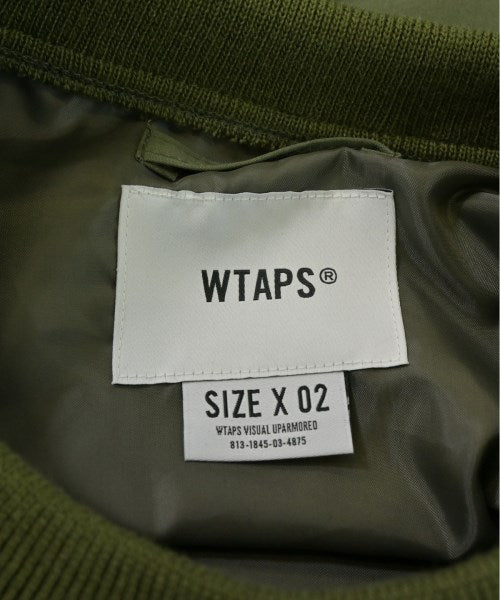 WTAPS®
SIZE X 02
WTAPS VISUAL UPARMORED
813-1845-03-4875